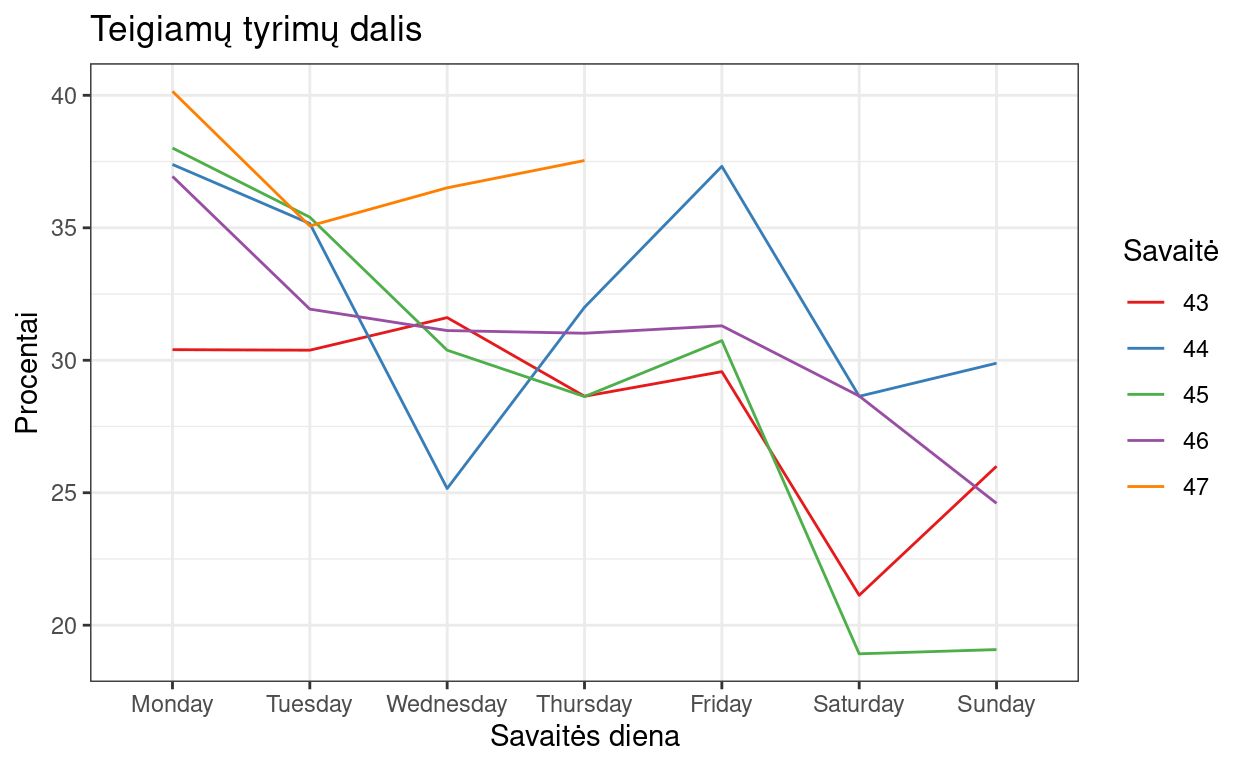 Teigiamų tyrimų dalis
Procentai
40
35
30
25
20
Monday Tuesday Wednesday Thursday Friday Saturday Sunday
Savaitės diena
Savaitė
43
44
45
46
47